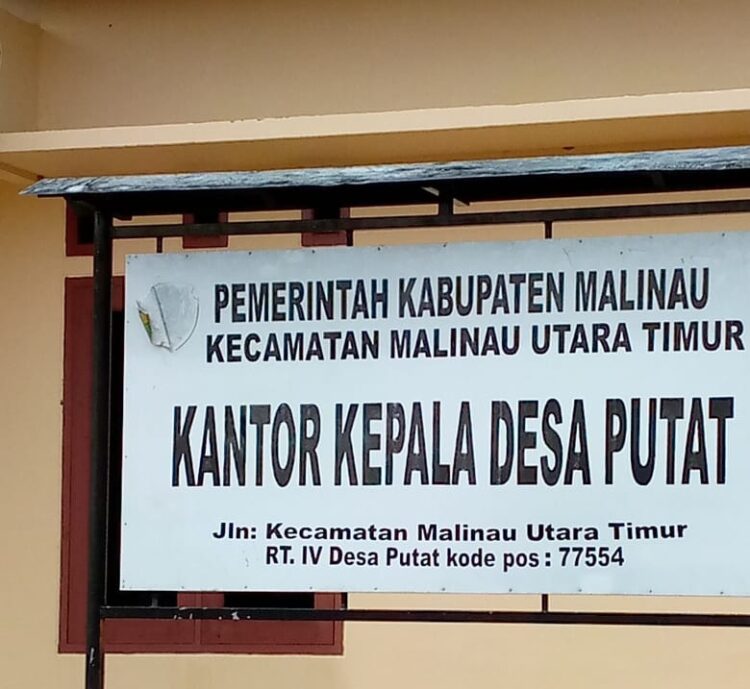 PEMERINTAH KABUPATEN MALINAU
KECAMATAN MALINAU UTARA TIMUR
KANTOR KEPALA DESA PUTAT
Jln: Kecamatan Malinau Utara Timur
RT. IV Desa Putat kode pos : 77554